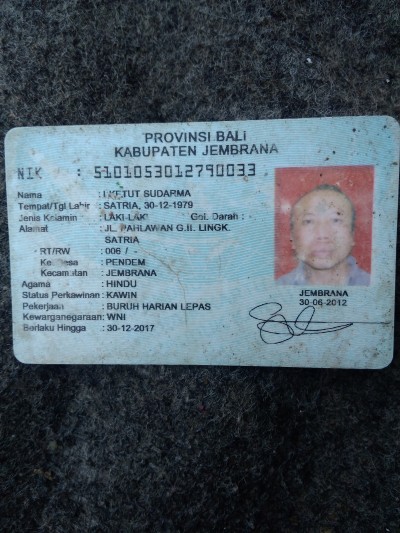 PROVINSI BALI
KABUPATEN JEMBRANA
NIK : 5101053012790033
Nama : I KETUT SUDARMA
Tempat/Tgl Lahir : SATRIA, 30-12-1979
Jenis Kelamin : LAKI-LAKI Gol. Darah :
Alamat : JL. PAHLAWAN G.II. LINGK.
SATRIA
RT/RW : 006 / -
Kel/Desa : PENDEM
Kecamatan : JEMBRANA
Agama : HINDU
Status Perkawinan : KAWIN
Pekerjaan : BURUH HARIAN LEPAS
Kewarganegaraan: WNI
Berlaku Hingga : 30-12-2017
JEMBRANA
30-06-2012